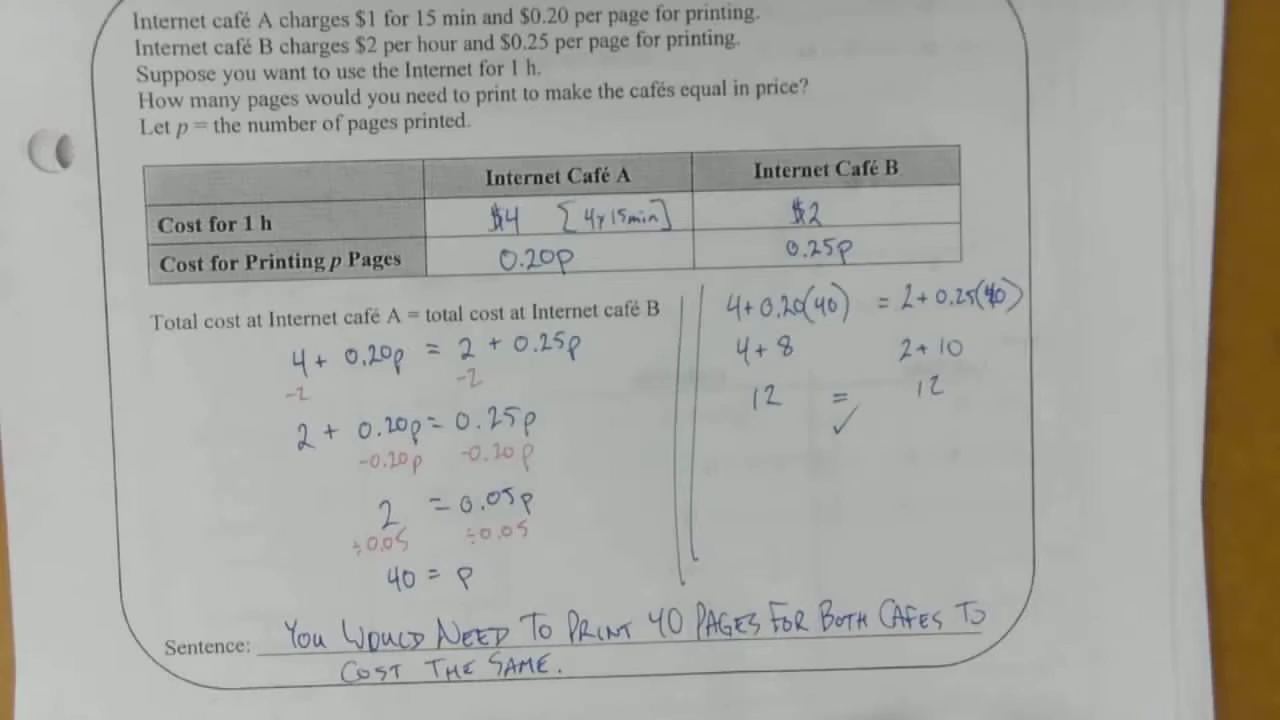 Internet café A charges $1 for 15 min and $0.20 per page for printing.
Internet café B charges $2 per hour and $0.25 per page for printing.
Suppose you want to use the Internet for 1 h.
How many pages would you need to print to make the cafés equal in price?
Let p = the number of pages printed.
Internet Café A Internet Café B
Cost for 1 h $4 [4x15min] $2
Cost for Printing p Pages 0.20p 0.25p
Total cost at Internet café A = total cost at Internet café B
4 + 0.20p = 2 + 0.25p
-2 -2
2 + 0.20p = 0.25p
-0.20p -0.20p
2 = 0.05p
÷0.05 ÷0.05
40 = p
4 + 0.20(40) = 2 + 0.25(40)
4 + 8 2 + 10
12 = 12
✓
Sentence: YOU WOULD NEED TO PRINT 40 PAGES FOR BOTH CAFES TO
COST THE SAME.